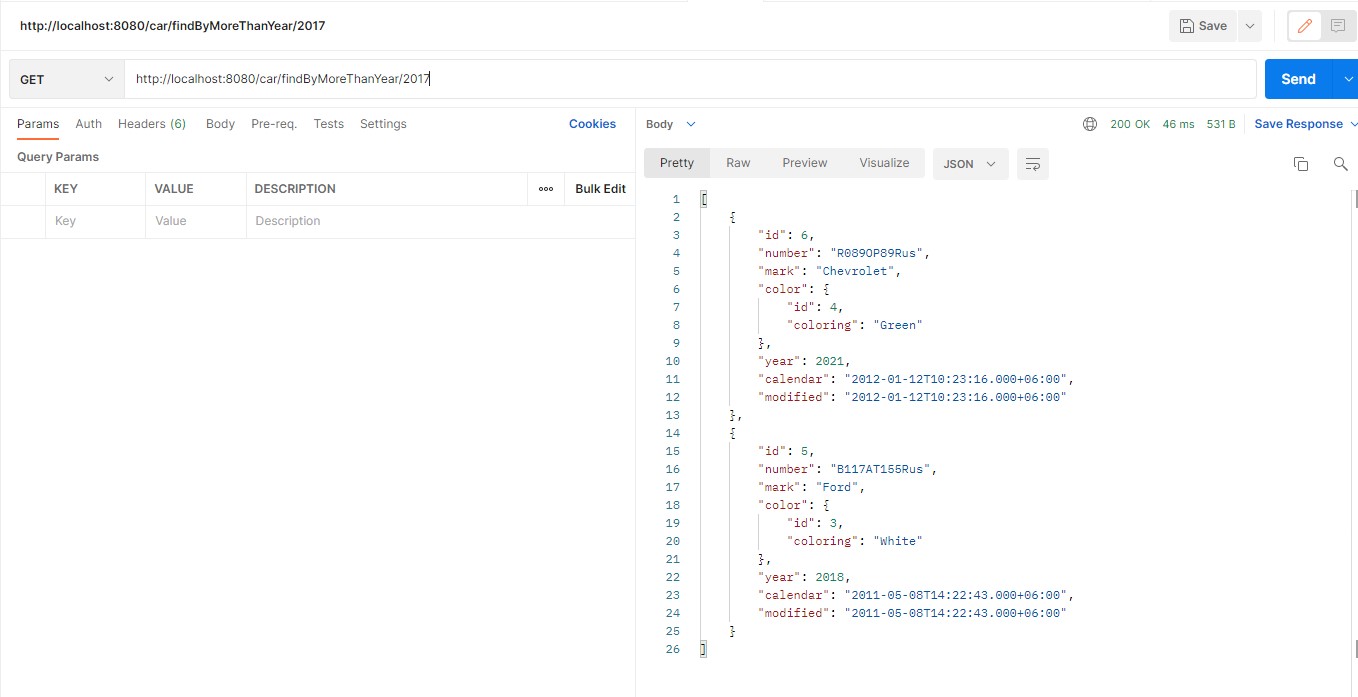 http://localhost:8080/car/findByMoreThanYear/2017
Save
GET
http://localhost:8080/car/findByMoreThanYear/2017
Send
Params Auth Headers (6) Body Pre-req. Tests Settings Cookies
Query Params
KEY VALUE DESCRIPTION Bulk Edit
Key Value Description
Body 200 OK 46 ms 531 B Save Response
Pretty Raw Preview Visualize JSON
1 [
2 {
3 "id": 6,
4 "number": "R089OP89Rus",
5 "mark": "Chevrolet",
6 "color": {
7 "id": 4,
8 "coloring": "Green"
9 },
10 "year": 2021,
11 "calendar": "2012-01-12T10:23:16.000+06:00",
12 "modified": "2012-01-12T10:23:16.000+06:00"
13 },
14 {
15 "id": 5,
16 "number": "B117AT155Rus",
17 "mark": "Ford",
18 "color": {
19 "id": 3,
20 "coloring": "White"
21 },
22 "year": 2018,
23 "calendar": "2011-05-08T14:22:43.000+06:00",
24 "modified": "2011-05-08T14:22:43.000+06:00"
25 }
26 ]